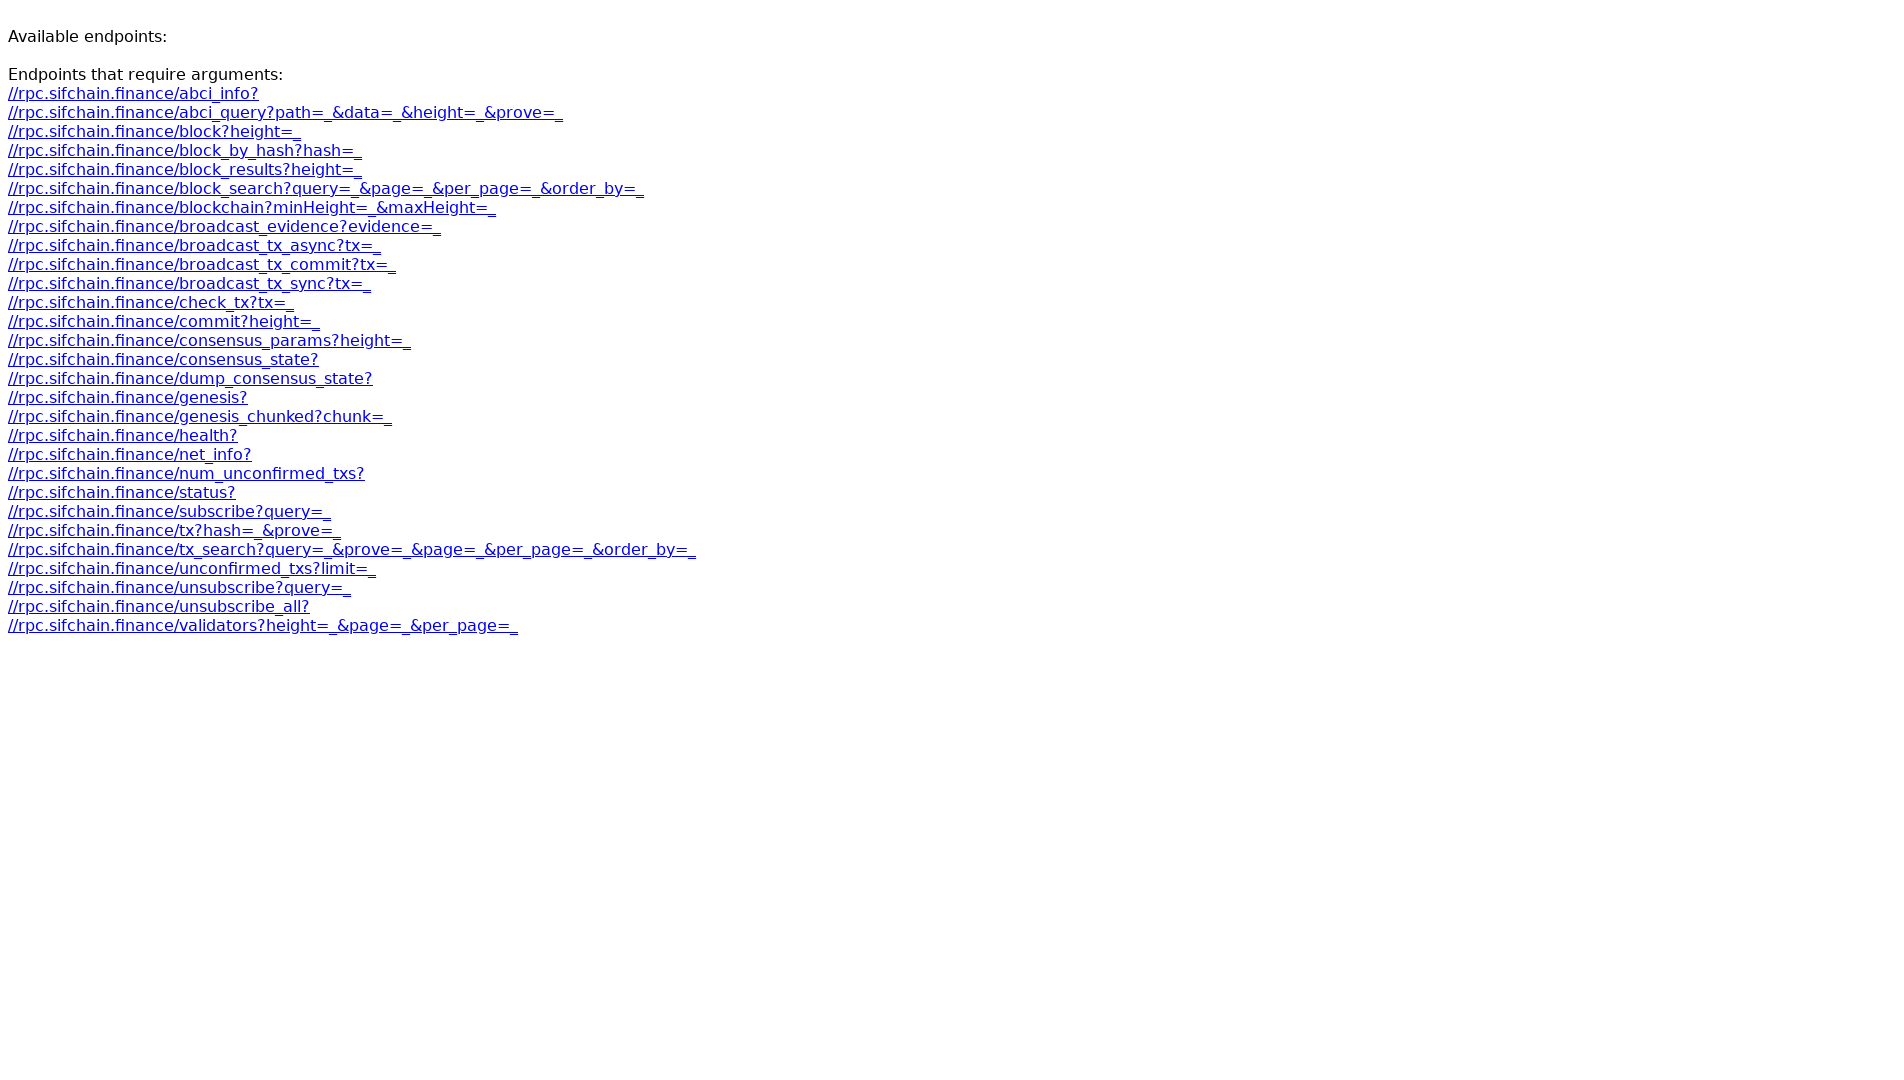 Available endpoints:
Endpoints that require arguments:
//rpc.sifchain.finance/abci_info?
//rpc.sifchain.finance/abci_query?path=_&data=_&height=_&prove=_
//rpc.sifchain.finance/block?height=_
//rpc.sifchain.finance/block_by_hash?hash=_
//rpc.sifchain.finance/block_results?height=_
//rpc.sifchain.finance/block_search?query=_&page=_&per_page=_&order_by=_
//rpc.sifchain.finance/blockchain?minHeight=_&maxHeight=_
//rpc.sifchain.finance/broadcast_evidence?evidence=_
//rpc.sifchain.finance/broadcast_tx_async?tx=_
//rpc.sifchain.finance/broadcast_tx_commit?tx=_
//rpc.sifchain.finance/broadcast_tx_sync?tx=_
//rpc.sifchain.finance/check_tx?tx=_
//rpc.sifchain.finance/commit?height=_
//rpc.sifchain.finance/consensus_params?height=_
//rpc.sifchain.finance/consensus_state?
//rpc.sifchain.finance/dump_consensus_state?
//rpc.sifchain.finance/genesis?
//rpc.sifchain.finance/genesis_chunked?chunk=_
//rpc.sifchain.finance/health?
//rpc.sifchain.finance/net_info?
//rpc.sifchain.finance/num_unconfirmed_txs?
//rpc.sifchain.finance/status?
//rpc.sifchain.finance/subscribe?query=_
//rpc.sifchain.finance/tx?hash=_&prove=_
//rpc.sifchain.finance/tx_search?query=_&prove=_&page=_&per_page=_&order_by=_
//rpc.sifchain.finance/unconfirmed_txs?limit=_
//rpc.sifchain.finance/unsubscribe?query=_
//rpc.sifchain.finance/unsubscribe_all?
//rpc.sifchain.finance/validators?height=_&page=_&per_page=_